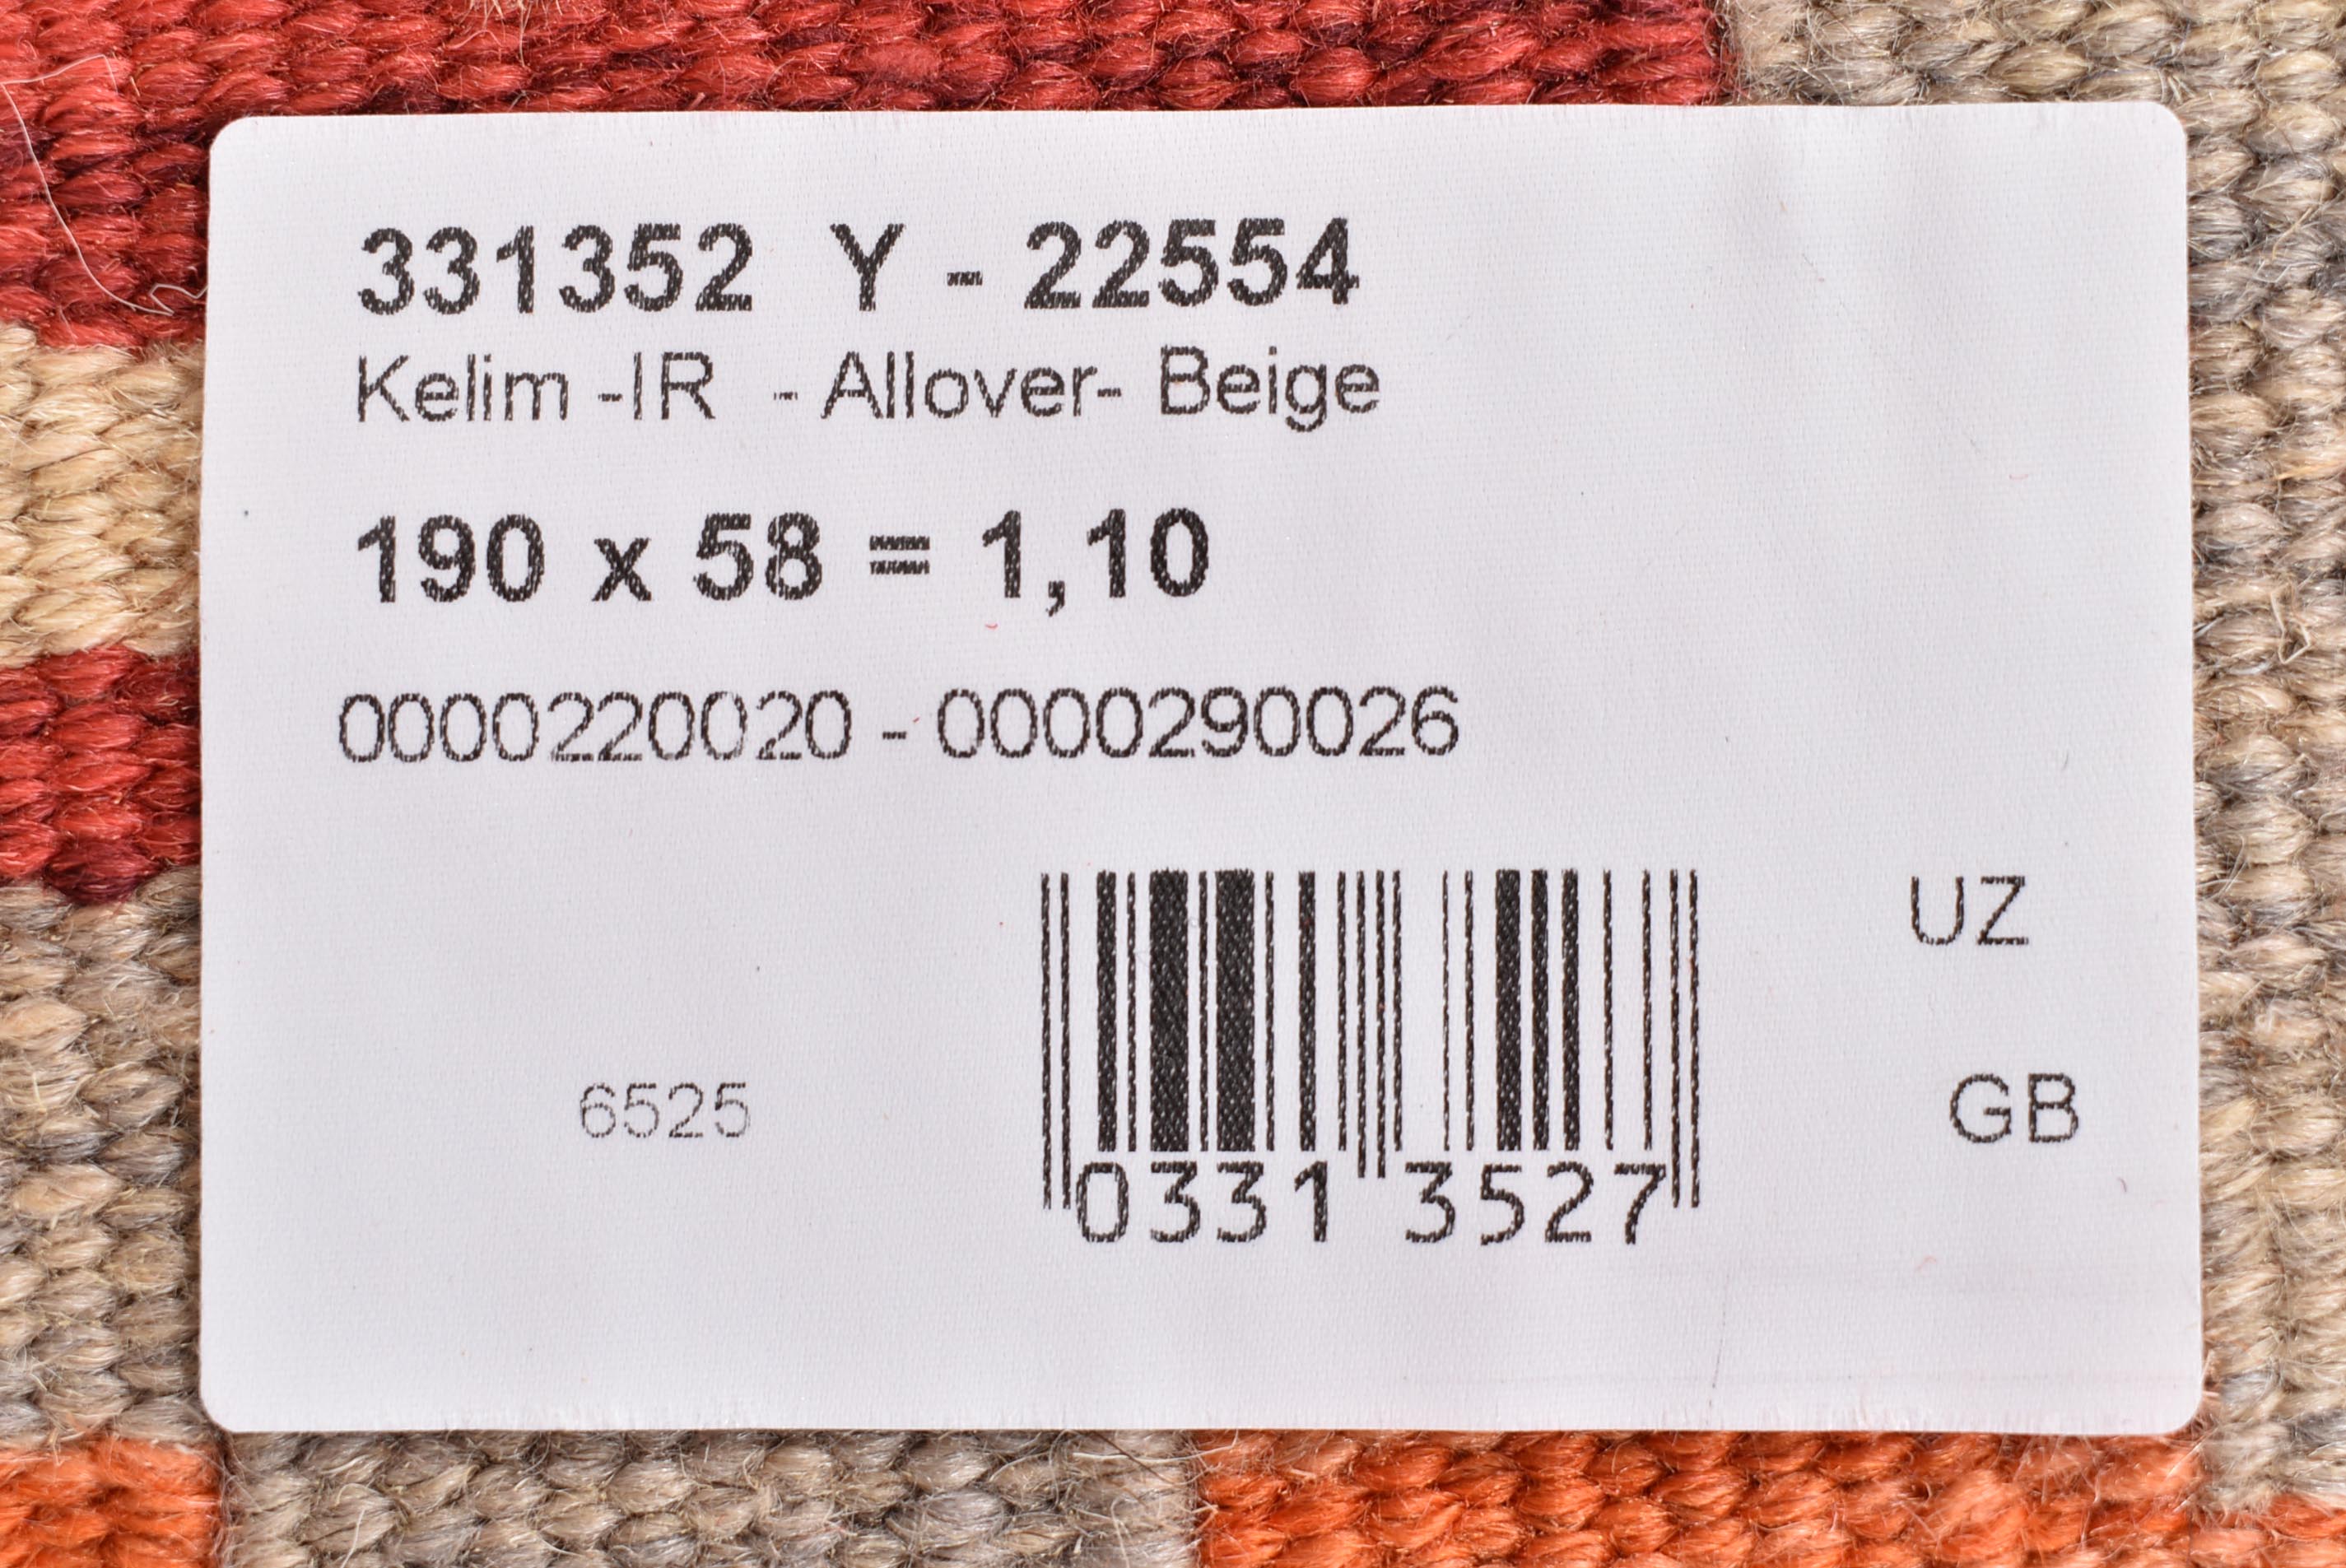 331352 Y - 22554
Kelim -IR - Allover- Beige
190 x 58 = 1,10
0000220020 - 0000290026
UZ
6525
GB
0331 3527